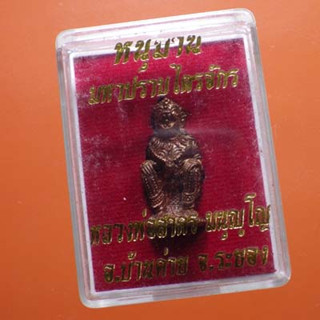 หนุมาน
มหาปราบไตรจักร
หลวงพ่อสาคร มนุญฺโญ
อ.บ้านค่าย จ.ระยอง